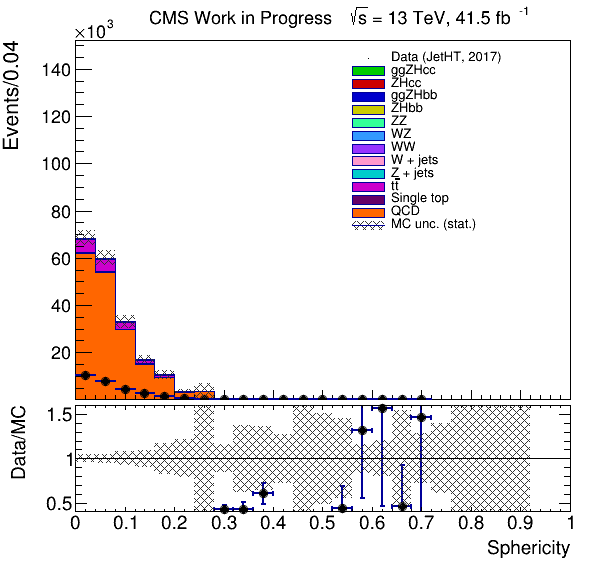 CMS Work in Progress √s = 13 TeV, 41.5 fb⁻¹
×10³
Events/0.04
140
120
100
80
60
40
20
Data (JetHT, 2017)
ggZHcc
ZHcc
ggZHbb
ZHbb
ZZ
WZ
WW
W + jets
Z + jets
tt̅
Single top
QCD
MC unc. (stat.)
Data/MC
1.5
1
0.5
0 0.1 0.2 0.3 0.4 0.5 0.6 0.7 0.8 0.9 1
Sphericity